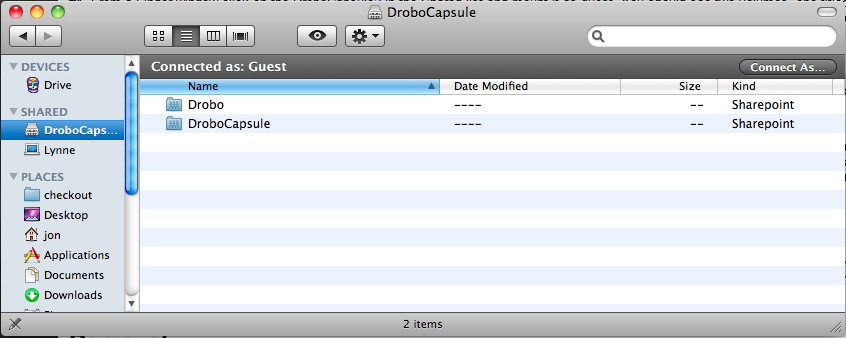 DroboCapsule
DEVICES
Drive
SHARED
DroboCaps...
Lynne
PLACES
checkout
Desktop
jon
Applications
Documents
Downloads
Connected as: Guest
Connect As...
Name Date Modified Size Kind
Drobo ---- -- Sharepoint
DroboCapsule ---- -- Sharepoint
2 items